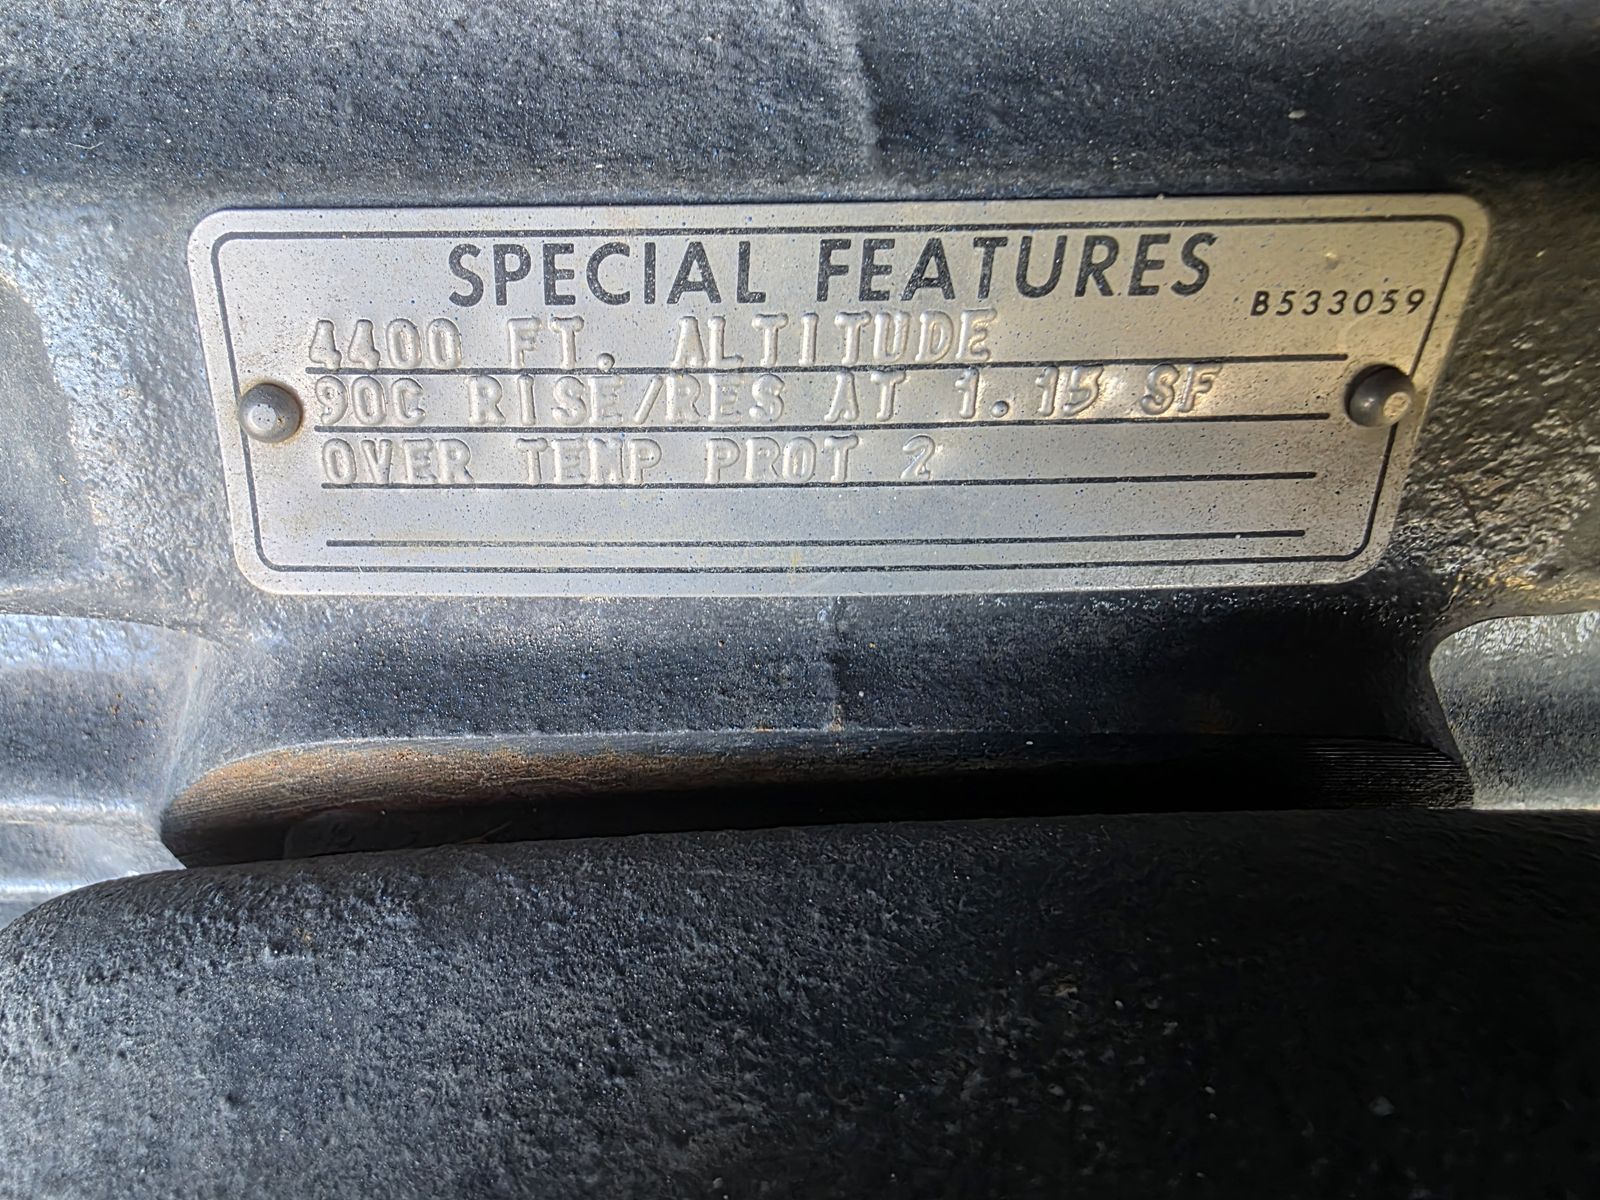 SPECIAL FEATURES
B533059
4400 FT. ALTITUDE
90C RISE/RES AT 1.15 SF
OVER TEMP PROT 2